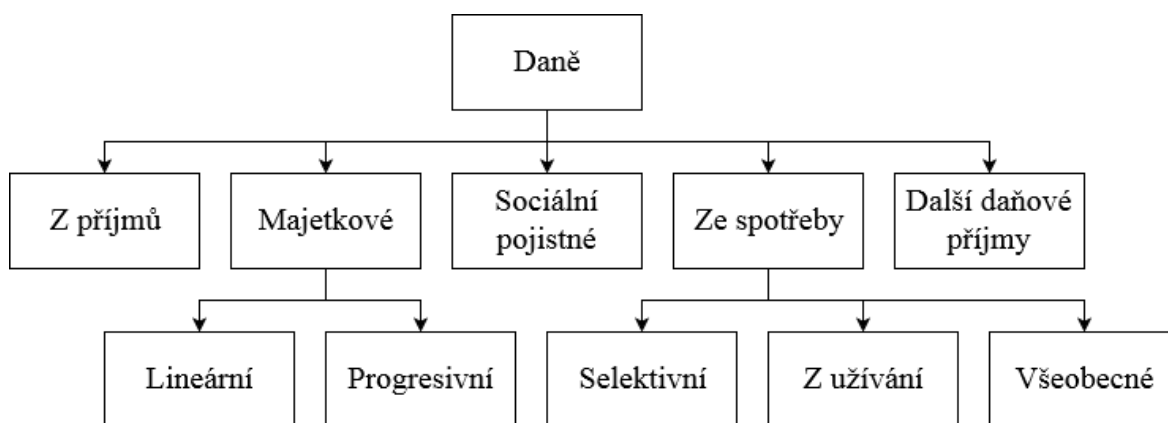 Daně
Z příjmů
Majetkové
Sociální
pojistné
Ze spotřeby
Další daňové
příjmy
Lineární
Progresivní
Selektivní
Z užívání
Všeobecné